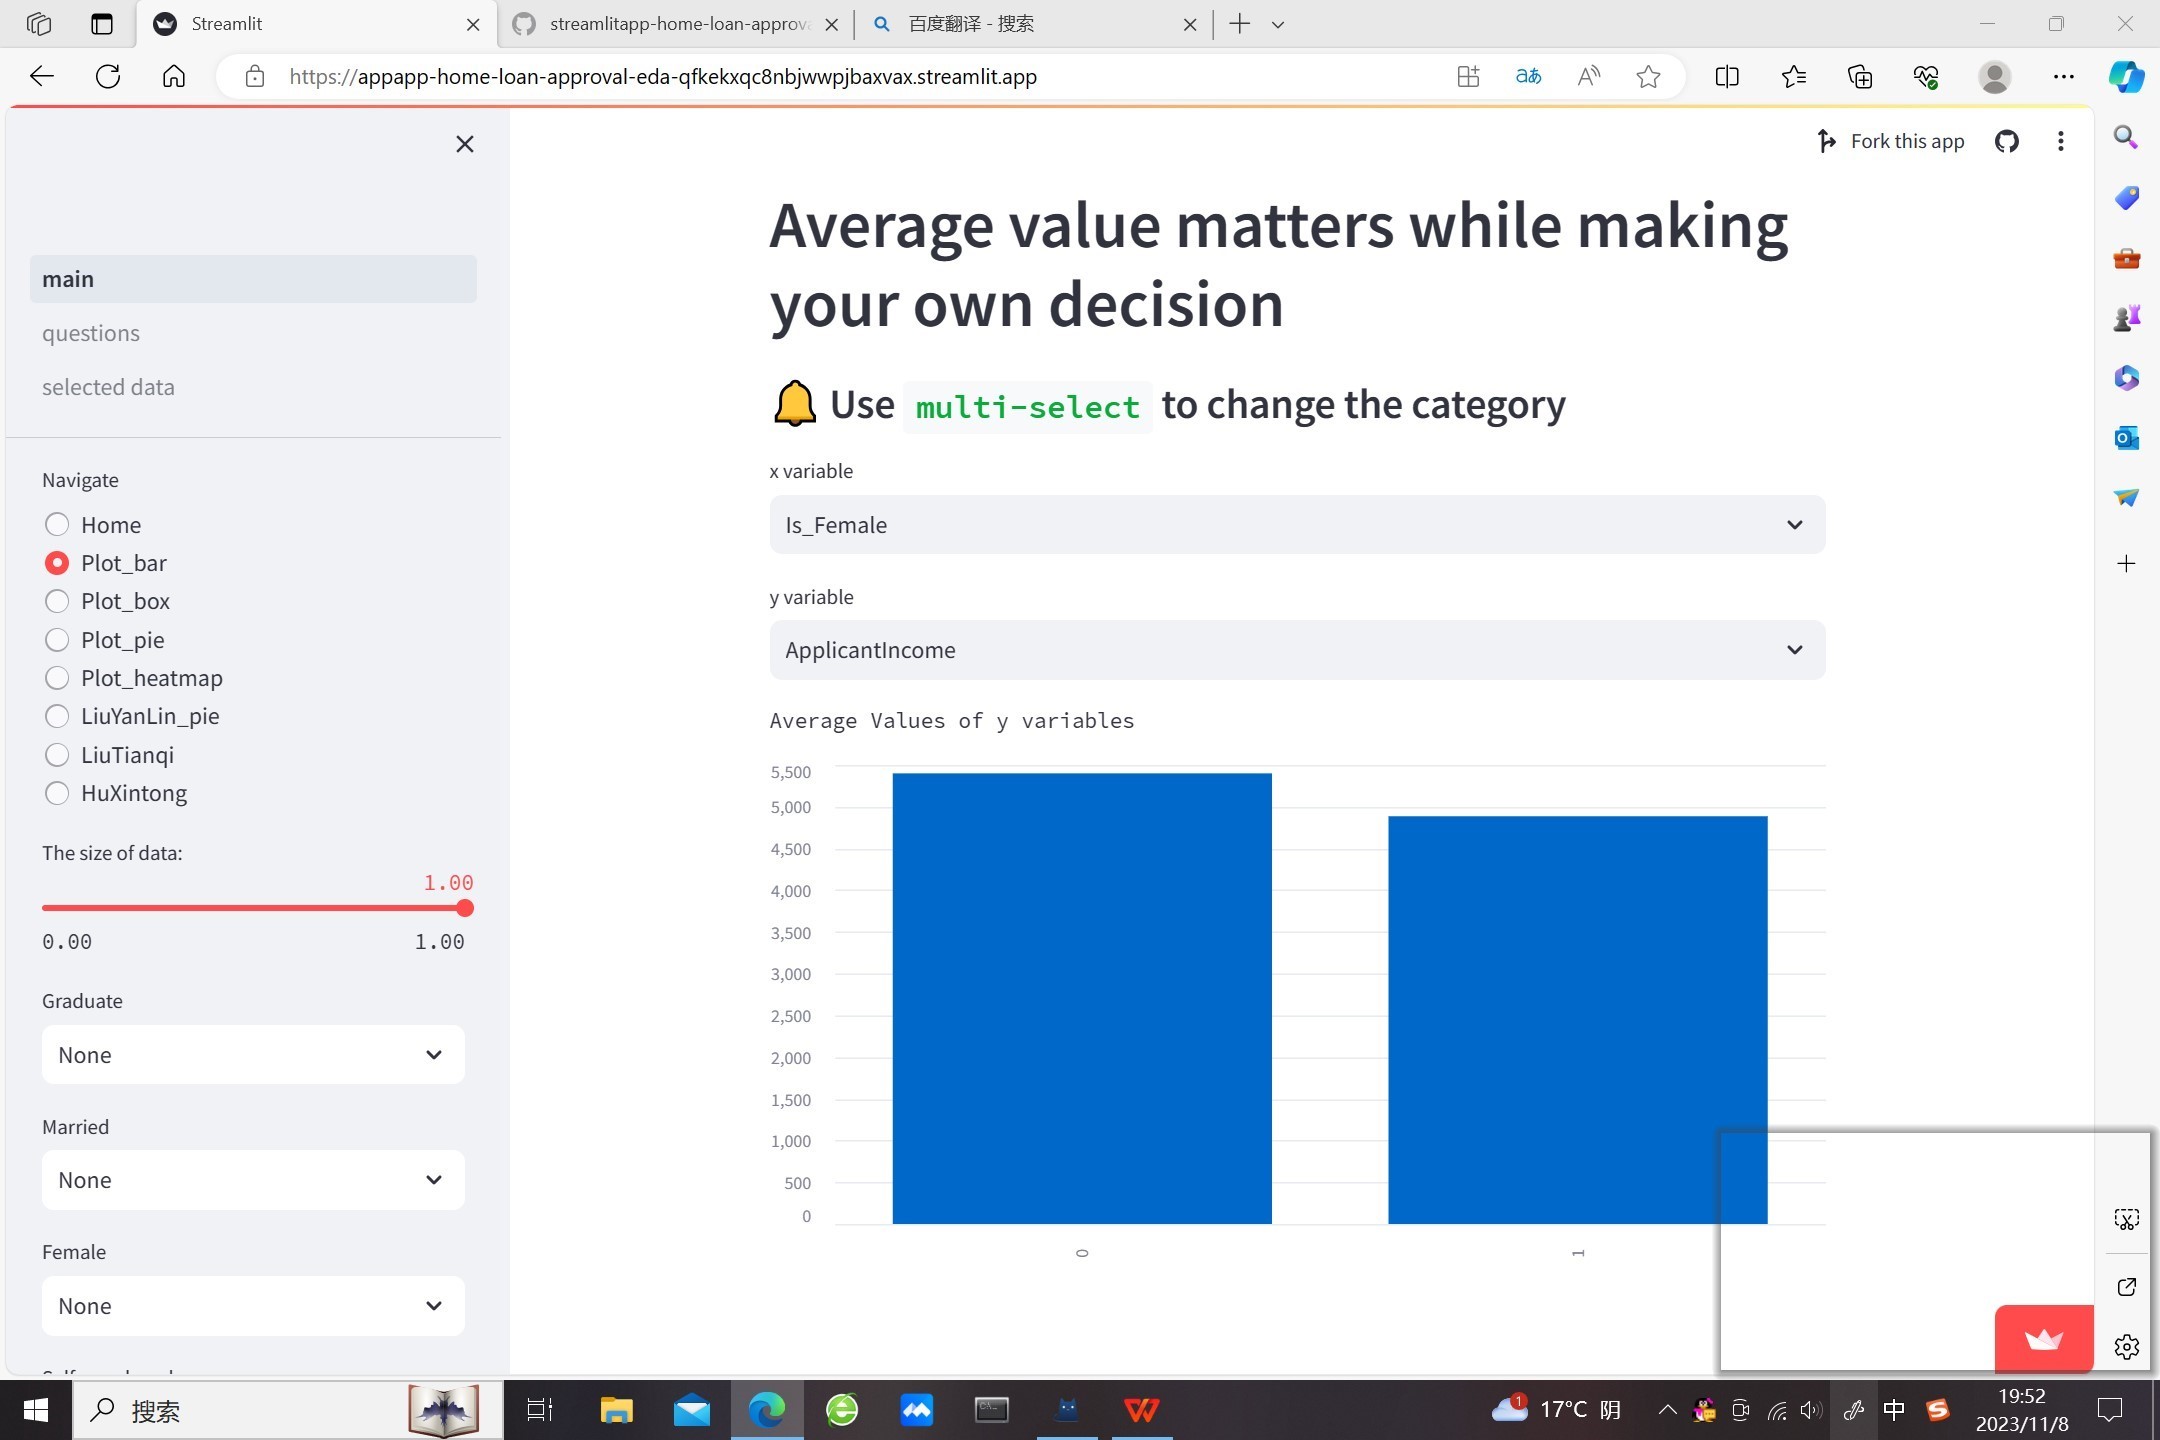 Streamlit
streamlitapp-home-loan-approva
百度翻译 - 搜索
https://appapp-home-loan-approval-eda-qfkekxqc8nbjwwpjbaxvax.streamlit.app
Fork this app
main
questions
selected data
Navigate
Home
Plot_bar
Plot_box
Plot_pie
Plot_heatmap
LiuYanLin_pie
LiuTianqi
HuXintong
The size of data:
1.00
0.00 1.00
Graduate
None
Married
None
Female
None
Average value matters while making
your own decision
Use multi-select to change the category
x variable
Is_Female
y variable
ApplicantIncome
Average Values of y variables
5,500
5,000
4,500
4,000
3,500
3,000
2,500
2,000
1,500
1,000
500
0
0 1
搜索
1
17°C 阴
中
19:52
2023/11/8